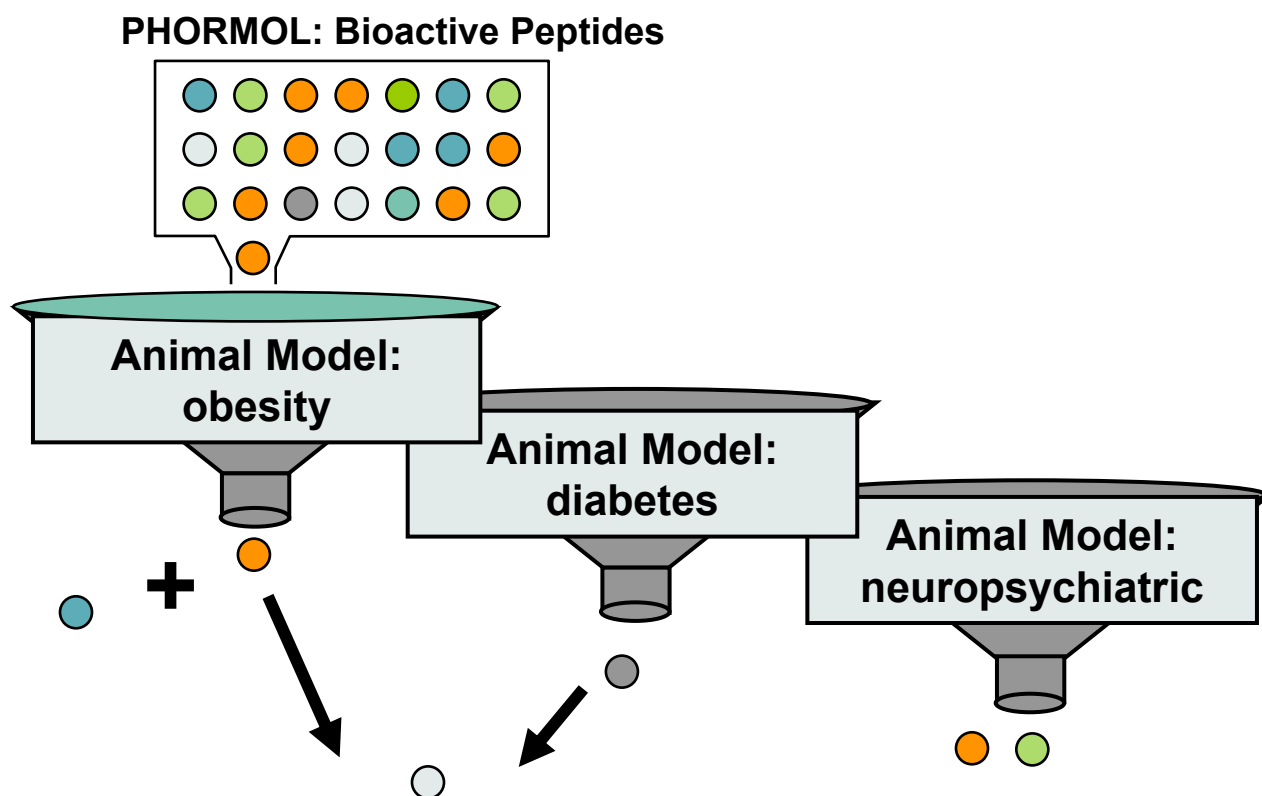 PHORMOL: Bioactive Peptides
Animal Model:
obesity
Animal Model:
diabetes
Animal Model:
neuropsychiatric